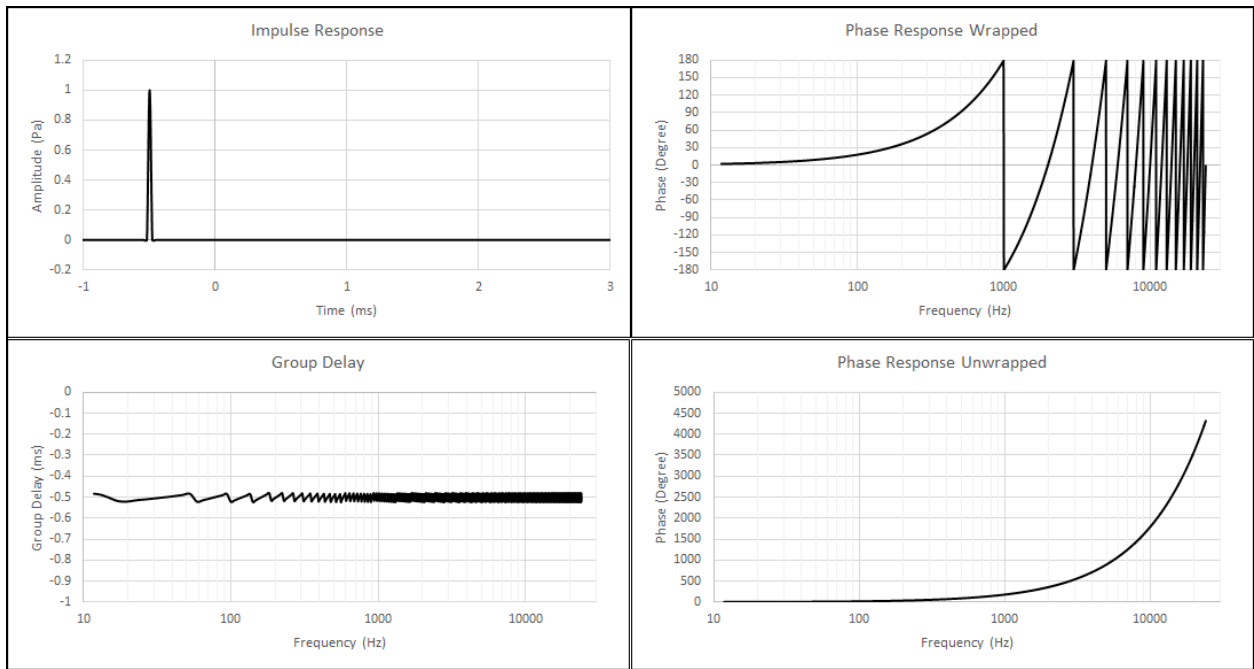 Impulse Response
1.2
1
0.8
0.6
0.4
0.2
0
-0.2
Amplitude (Pa)
-1 0 1 2 3
Time (ms)
Phase Response Wrapped
180
150
120
90
60
30
0
-30
-60
-90
-120
-150
-180
Phase (Degree)
10 100 1000 10000
Frequency (Hz)
Group Delay
0
-0.1
-0.2
-0.3
-0.4
-0.5
-0.6
-0.7
-0.8
-0.9
-1
Group Delay (ms)
10 100 1000 10000
Frequency (Hz)
Phase Response Unwrapped
5000
4500
4000
3500
3000
2500
2000
1500
1000
500
0
Phase (Degree)
10 100 1000 10000
Frequency (Hz)